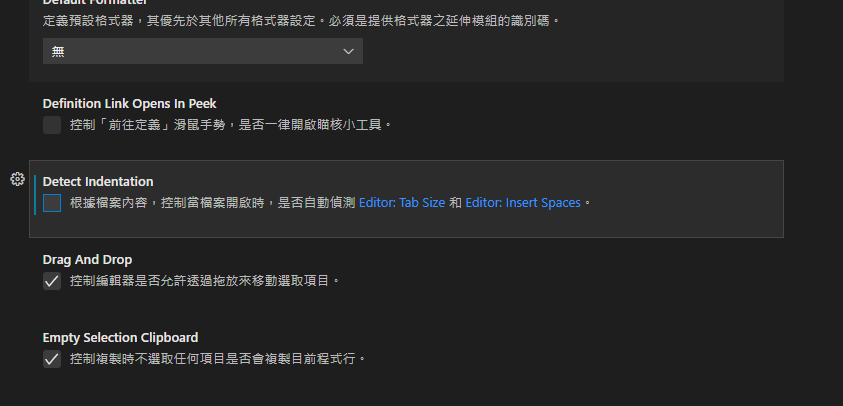 Default Formatter
定義預設格式器，其優先於其他所有格式器設定。必須是提供格式器之延伸模組的識別碼。
無
Definition Link Opens In Peek
控制「前往定義」滑鼠手勢，是否一律開啟瞄核小工具。
Detect Indentation
根據檔案內容，控制當檔案開啟時，是否自動偵測 Editor: Tab Size 和 Editor: Insert Spaces。
Drag And Drop
控制編輯器是否允許透過拖放來移動選取項目。
Empty Selection Clipboard
控制複製時不選取任何項目是否會複製目前程式行。